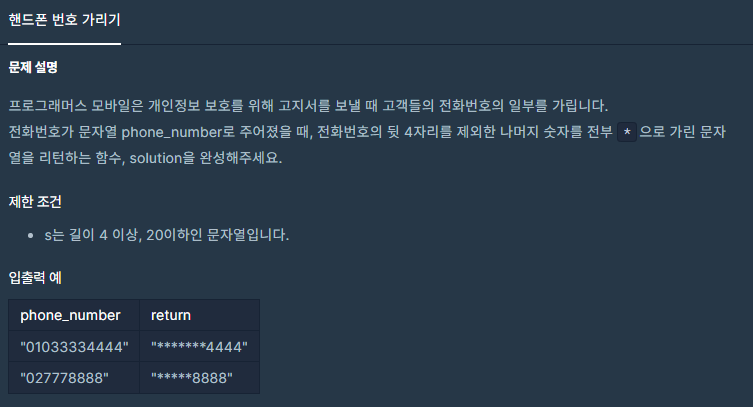 핸드폰 번호 가리기
문제 설명
프로그래머스 모바일은 개인정보 보호를 위해 고지서를 보낼 때 고객들의 전화번호의 일부를 가립니다.
전화번호가 문자열 phone_number로 주어졌을 때, 전화번호의 뒷 4자리를 제외한 나머지 숫자를 전부 * 으로 가린 문자
열을 리턴하는 함수, solution을 완성해주세요.
제한 조건
• s는 길이 4 이상, 20이하인 문자열입니다.
입출력 예
phone_number return
"01033334444" "*******4444"
"027778888" "*****8888"